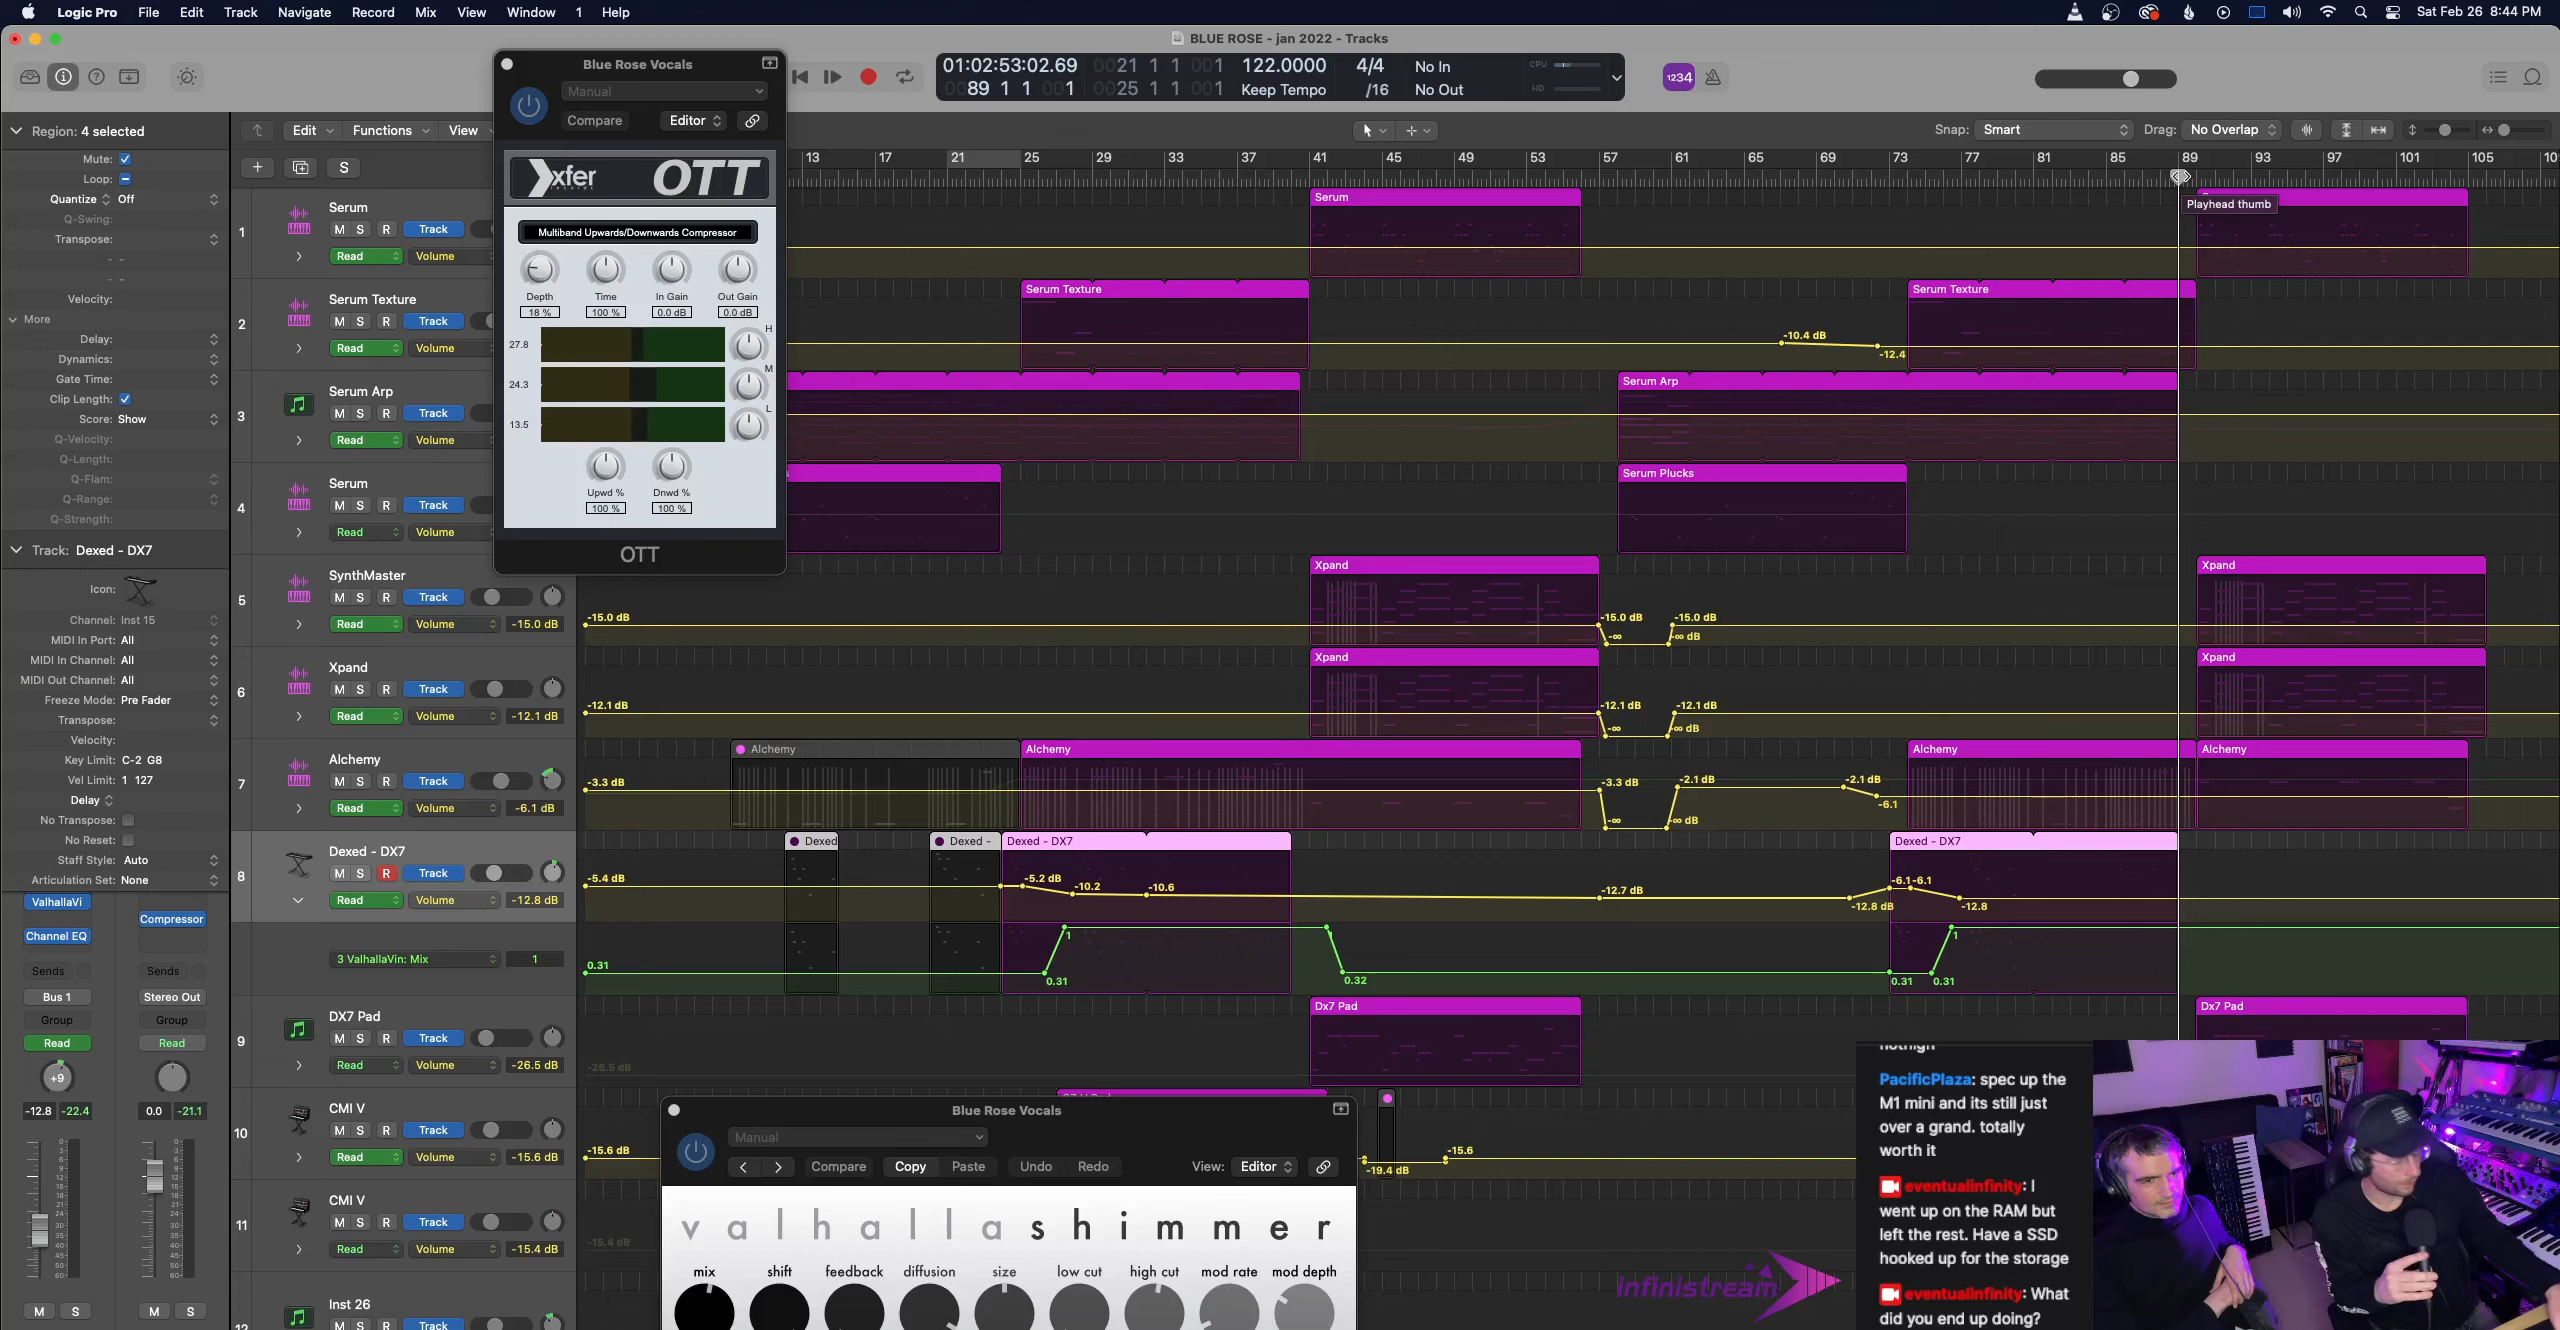 Logic Pro File Edit Track Navigate Record Mix View Window 1 Help
Sat Feb 26 8:44 PM
BLUE ROSE - jan 2022 - Tracks
01:02:53:02.69 0021 1 1 001 122.0000 4/4 No In CPU
0089 1 1 001 0025 1 1 001 Keep Tempo /16 No Out HD
1234
Region: 4 selected
Mute:
Loop:
Quantize Off
Q-Swing:
Transpose:
Velocity:
More
Delay:
Dynamics:
Gate Time:
Clip Length:
Score: Show
Q-Velocity:
Q-Length:
Q-Flam:
Q-Range:
Q-Strength:
Track: Dexed - DX7
Icon:
Channel: Inst 15
MIDI In Port: All
MIDI In Channel: All
MIDI Out Channel: All
Freeze Mode: Pre Fader
Transpose:
Velocity:
Key Limit: C-2 G8
Vel Limit: 1 127
Delay
No Transpose:
No Reset:
Staff Style: Auto
Articulation Set: None
ValhallaVi
Compressor
Channel EQ
Sends Sends
Bus 1 Stereo Out
Group Group
Read Read
+9
-12.8 -22.4 0.0 -21.1
M S M S
Edit Functions View
Snap: Smart Drag: No Overlap
S
13 17 21 25 29 33 37 41 45 49 53 57 61 65 69 73 77 81 85 89 93 97 101 105 10
Playhead thumb
1 Serum
M S R Track
Read Volume
2 Serum Texture
M S R Track
Read Volume
3 Serum Arp
M S R Track
Read Volume
4 Serum
M S R Track
Read Volume
5 SynthMaster
M S R Track
Read Volume -15.0 dB
6 Xpand
M S R Track
Read Volume -12.1 dB
7 Alchemy
M S R Track
Read Volume -6.1 dB
8 Dexed - DX7
M S R Track
Read Volume -12.8 dB
3 ValhallaVin: Mix 1
9 DX7 Pad
M S R Track
Read Volume -26.5 dB
10 CMI V
M S R Track
Read Volume -15.6 dB
11 CMI V
M S R Track
Read Volume -15.4 dB
12 Inst 26
M S R Track
Blue Rose Vocals
Manual
Compare Editor
xfer records OTT
Multiband Upwards/Downwards Compressor
Depth Time In Gain Out Gain
18 % 100 % 0.0 dB 0.0 dB
H
27.8
M
24.3
L
13.5
Upwd % Dnwd %
100 % 100 %
OTT
Serum
Serum Texture Serum Texture
-10.4 dB
-12.4
Serum Arp
Serum Plucks
Xpand Xpand
-15.0 dB -15.0 dB -15.0 dB
-∞ -∞ dB
Xpand Xpand
-12.1 dB -12.1 dB -12.1 dB
-∞ -∞ dB
Alchemy Alchemy Alchemy Alchemy
-3.3 dB -3.3 dB -2.1 dB -2.1 dB
-6.1
-∞ -∞ dB
Dexed Dexed - Dexed - DX7 Dexed - DX7
-5.4 dB -5.2 dB -10.2 -10.6 -12.7 dB -12.8 dB -6.1 -6.1 -12.8
0.31 0.31 1 1 0.32 0.31 0.31 1
Dx7 Pad Dx7 Pad
-26.5 dB
-15.6 dB -19.4 dB -15.6
-15.4 dB
Blue Rose Vocals
Manual
Compare Copy Paste Undo Redo View: Editor
valhallashimmer
mix shift feedback diffusion size low cut high cut mod rate mod depth
infinistream
PacificPlaza: spec up the
M1 mini and its still just
over a grand. totally
worth it
eventualinfinity: I
went up on the RAM but
left the rest. Have a SSD
hooked up for the storage
eventualinfinity: What
did you end up doing?